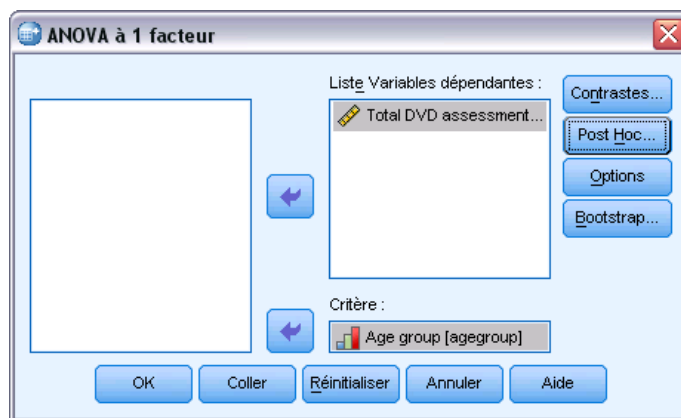 ANOVA à 1 facteur
Liste Variables dépendantes :
Total DVD assessment...
Contrastes...
Post Hoc...
Options
Bootstrap...
Critère :
Age group [agegroup]
OK Coller Réinitialiser Annuler Aide